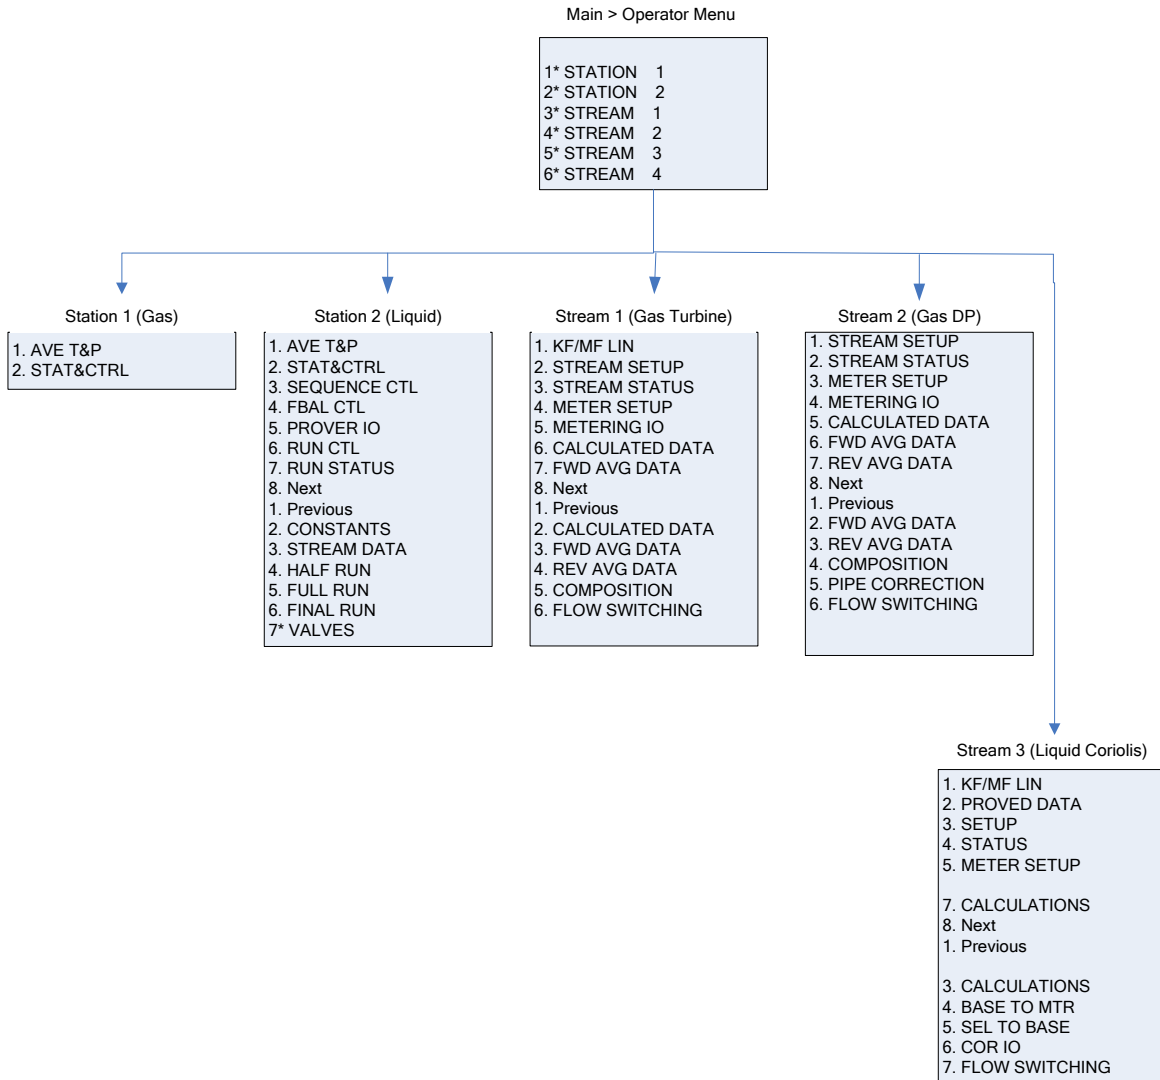 Main > Operator Menu
1* STATION 1
2* STATION 2
3* STREAM 1
4* STREAM 2
5* STREAM 3
6* STREAM 4
Station 1 (Gas)
1. AVE T&P
2. STAT&CTRL
Station 2 (Liquid)
1. AVE T&P
2. STAT&CTRL
3. SEQUENCE CTL
4. FBAL CTL
5. PROVER IO
6. RUN CTL
7. RUN STATUS
8. Next
1. Previous
2. CONSTANTS
3. STREAM DATA
4. HALF RUN
5. FULL RUN
6. FINAL RUN
7* VALVES
Stream 1 (Gas Turbine)
1. KF/MF LIN
2. STREAM SETUP
3. STREAM STATUS
4. METER SETUP
5. METERING IO
6. CALCULATED DATA
7. FWD AVG DATA
8. Next
1. Previous
2. CALCULATED DATA
3. FWD AVG DATA
4. REV AVG DATA
5. COMPOSITION
6. FLOW SWITCHING
Stream 2 (Gas DP)
1. STREAM SETUP
2. STREAM STATUS
3. METER SETUP
4. METERING IO
5. CALCULATED DATA
6. FWD AVG DATA
7. REV AVG DATA
8. Next
1. Previous
2. FWD AVG DATA
3. REV AVG DATA
4. COMPOSITION
5. PIPE CORRECTION
6. FLOW SWITCHING
Stream 3 (Liquid Coriolis)
1. KF/MF LIN
2. PROVED DATA
3. SETUP
4. STATUS
5. METER SETUP
7. CALCULATIONS
8. Next
1. Previous
3. CALCULATIONS
4. BASE TO MTR
5. SEL TO BASE
6. COR IO
7. FLOW SWITCHING